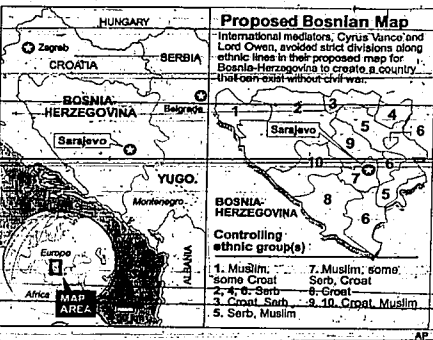 HUNGARY
Zagreb
CROATIA
SERBIA
BOSNIA-
HERZEGOVINA
Belgrade
Sarajevo
YUGO.
Montenegro
ALBANIA
Europe
Africa
MAP
AREA
Proposed Bosnian Map
International mediators, Cyrus Vance and
Lord Owen, avoided strict divisions along
ethnic lines in their proposed map for
Bosnia-Herzegovina to create a country
that can exist without civil war.
1
2
3
4
5
6
Sarajevo
9
10
6
7
5
8
6
BOSNIA-
HERZEGOVINA
Controlling
ethnic group(s)
1. Muslim,
some Croat
2, 4, 6. Serb
3. Croat, Serb
5. Serb, Muslim
7. Muslim, some
Serb, Croat
8. Croat
9, 10. Croat, Muslim
AP